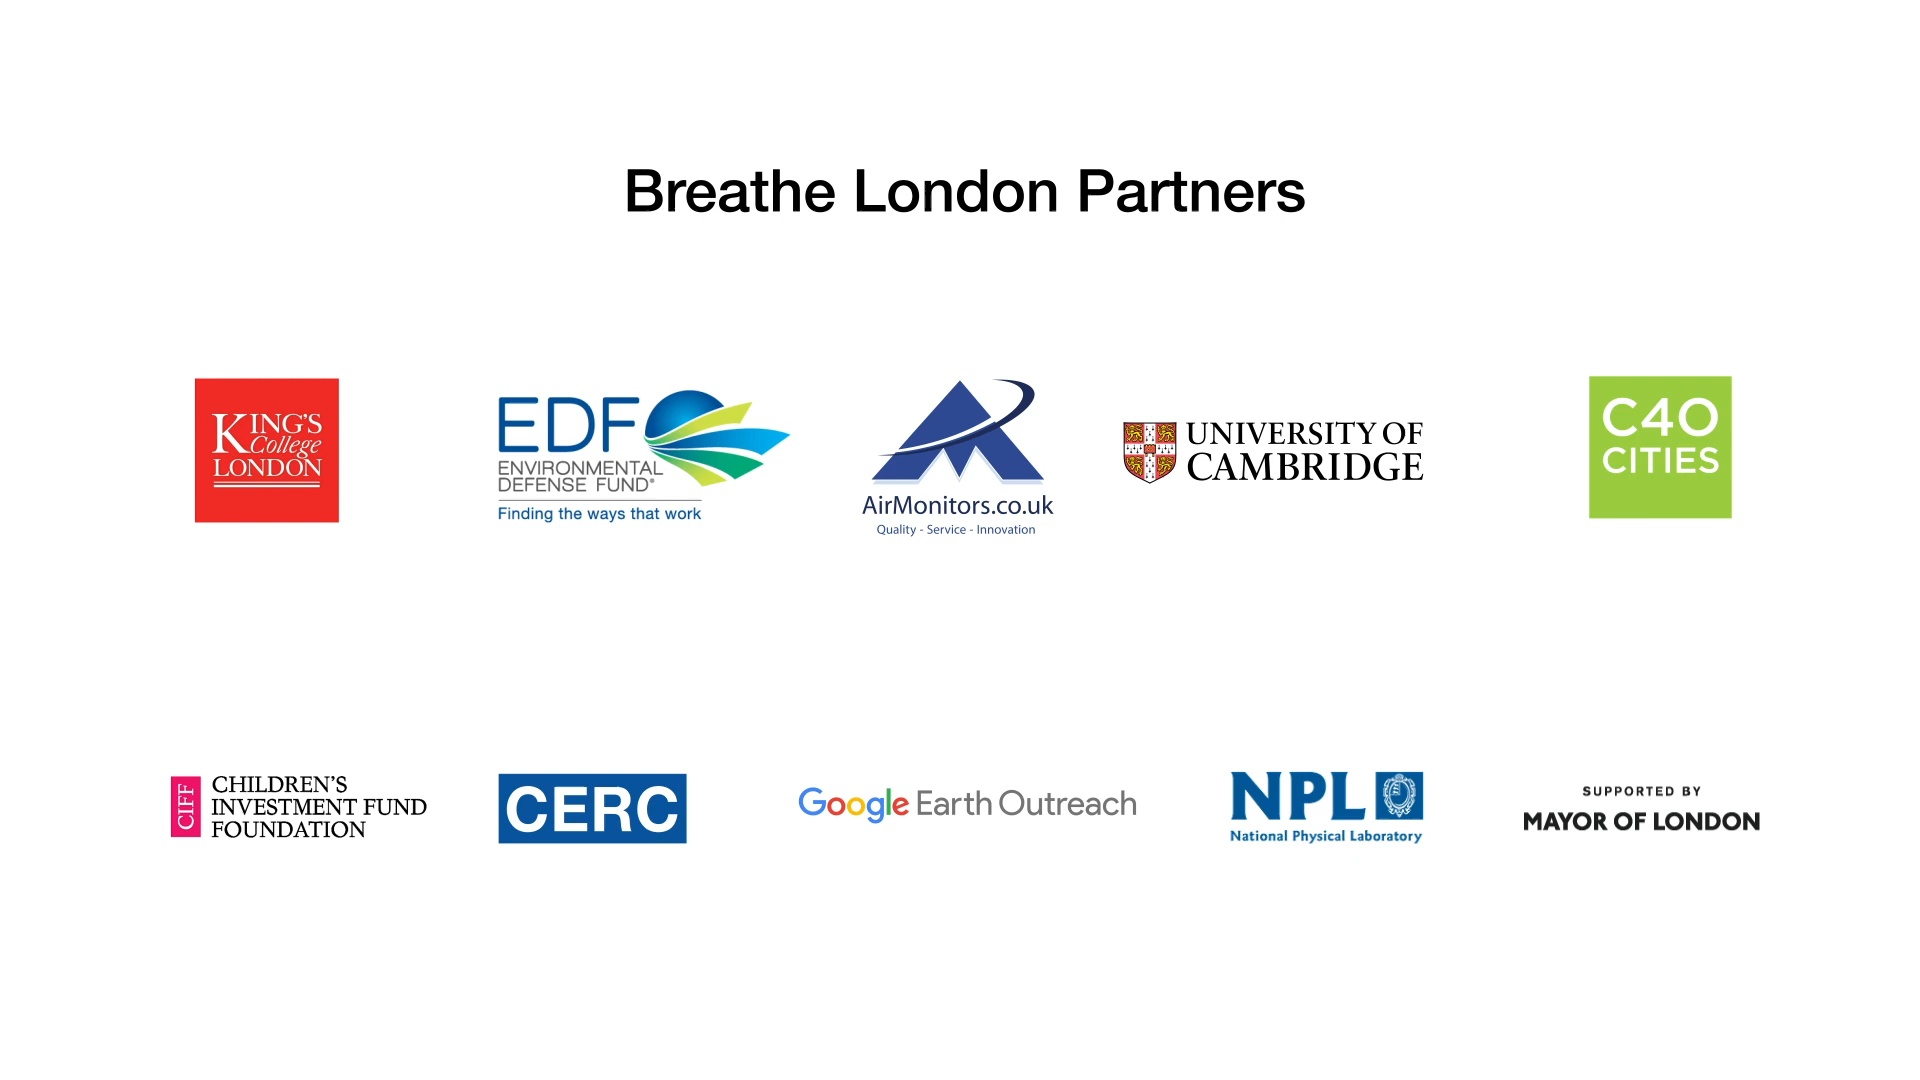 Breathe London Partners
KING'S
College
LONDON
EDF
ENVIRONMENTAL
DEFENSE FUND®
Finding the ways that work
AirMonitors.co.uk
Quality - Service - Innovation
UNIVERSITY OF
CAMBRIDGE
C40
CITIES
CIFF
CHILDREN'S
INVESTMENT FUND
FOUNDATION
CERC
Google Earth Outreach
NPL
National Physical Laboratory
SUPPORTED BY
MAYOR OF LONDON